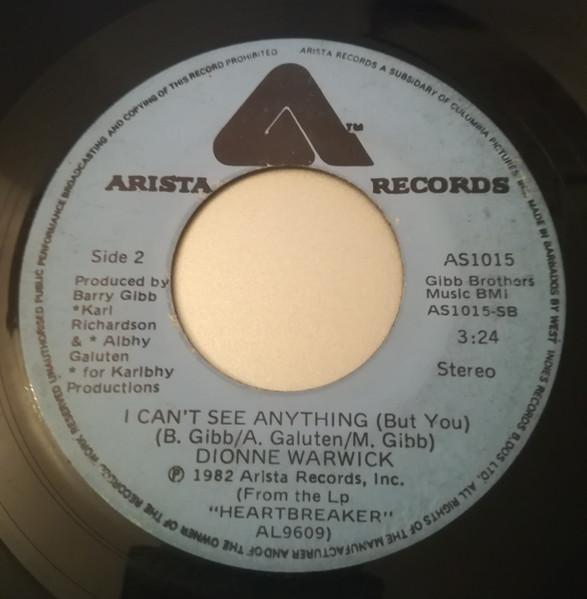 UNAUTHORISED PUBLIC PERFORMANCE BROADCASTING AND COPYING OF THIS RECORD PROHIBITED
ARISTA RECORDS A SUBSIDIARY OF COLUMBIA PICTURES, INC. MADE IN BARBADOS BY WEST INDIES RECORDS B.DOS LTD. ALL RIGHTS OF THE MANUFACTURER AND OF THE OWNER OF THE RECORDED WORK RESERVED
TM
ARISTA RECORDS
Side 2
Produced by
Barry Gibb
*Karl
Richardson
& * Albhy
Galuten
* for Karlbhy
Productions
AS1015
Gibb Brothers
Music BMI
AS1015-SB
3:24
Stereo
I CAN'T SEE ANYTHING (But You)
(B. Gibb/A. Galuten/M. Gibb)
DIONNE WARWICK
℗ 1982 Arista Records, Inc.
(From the Lp
"HEARTBREAKER"
AL9609)